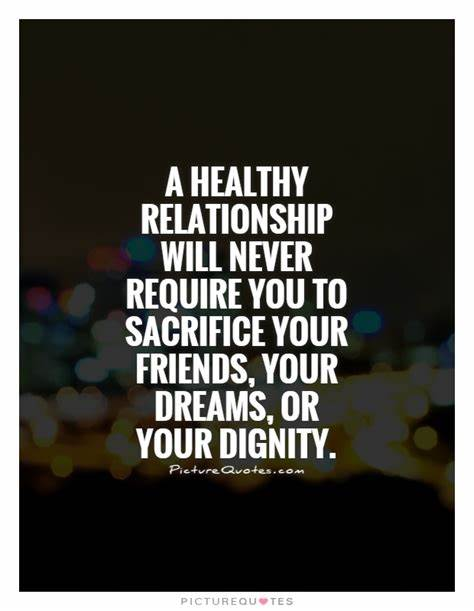 A HEALTHY
RELATIONSHIP
WILL NEVER
REQUIRE YOU TO
SACRIFICE YOUR
FRIENDS, YOUR
DREAMS, OR
YOUR DIGNITY.
PictureQuotes.com
PICTUREQUOTES